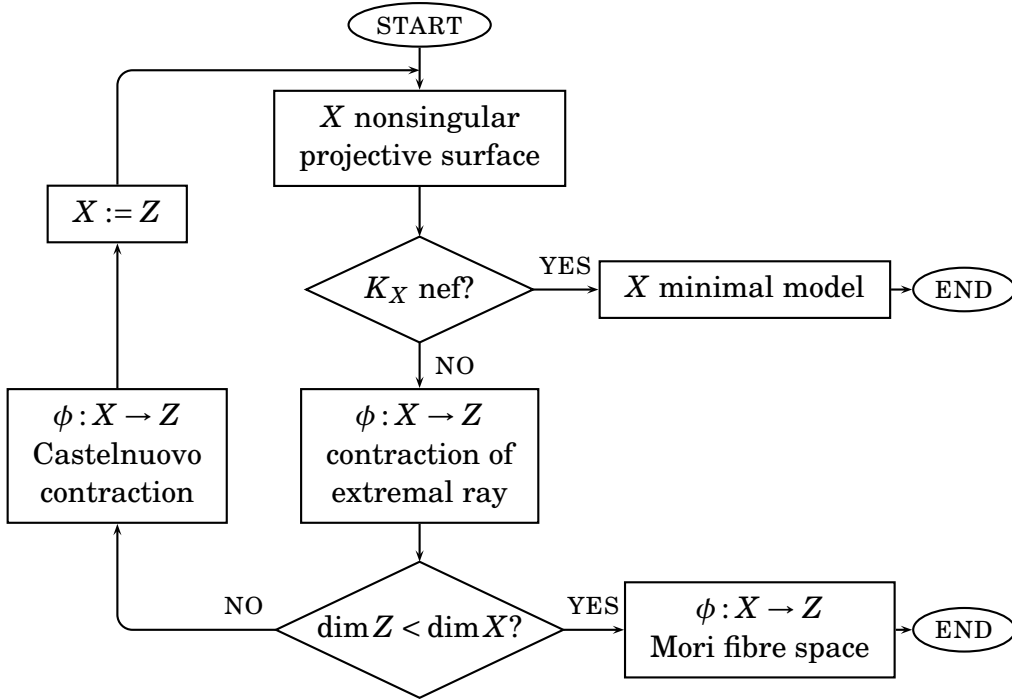 START
X nonsingular
projective surface
X := Z
K_X nef?
YES
X minimal model
END
NO
ϕ : X → Z
Castelnuovo
contraction
ϕ : X → Z
contraction of
extremal ray
NO
dim Z < dim X?
YES
ϕ : X → Z
Mori fibre space
END